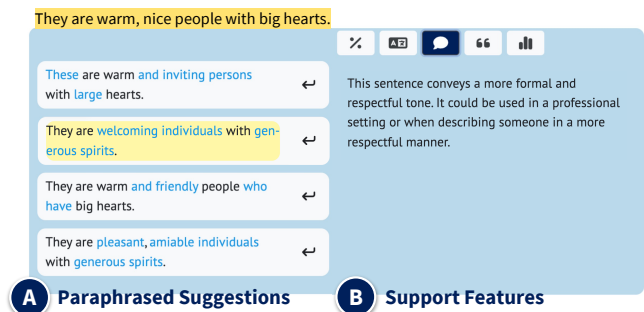 They are warm, nice people with big hearts.
These are warm and inviting persons
with large hearts.
They are welcoming individuals with gen-
erous spirits.
They are warm and friendly people who
have big hearts.
They are pleasant, amiable individuals
with generous spirits.
This sentence conveys a more formal and
respectful tone. It could be used in a professional
setting or when describing someone in a more
respectful manner.
A Paraphrased Suggestions
B Support Features